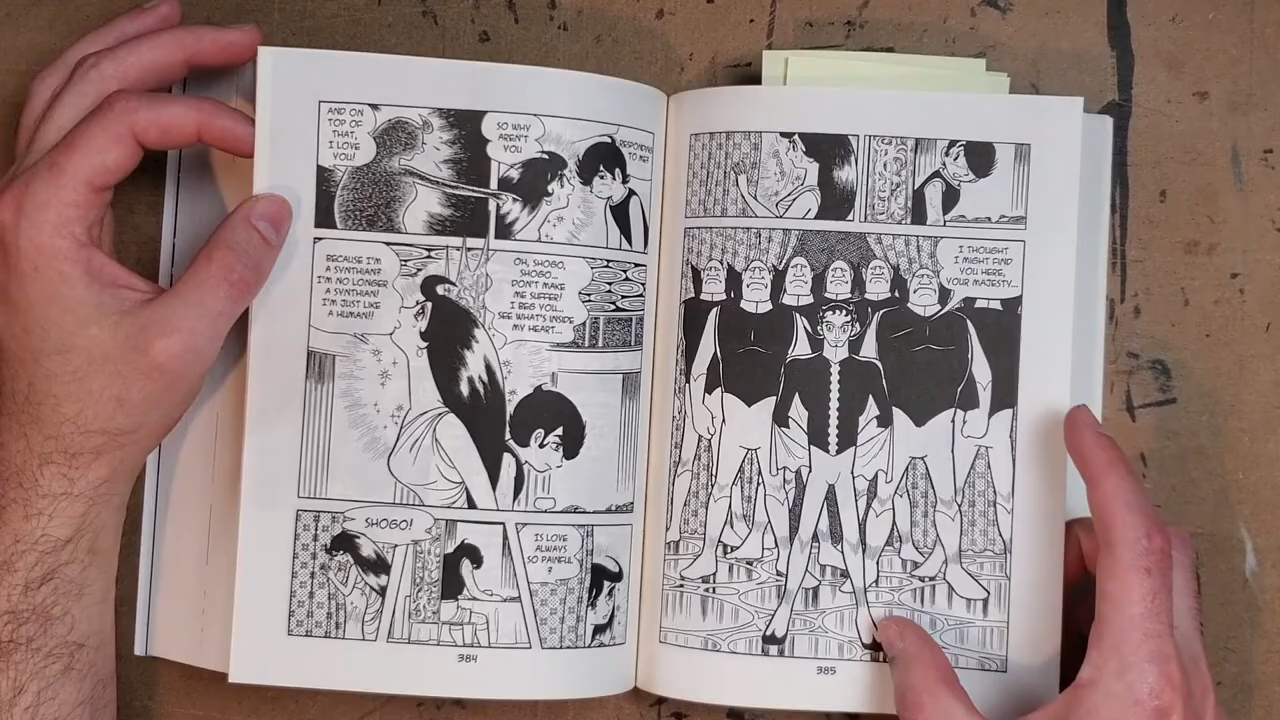 AND ON
TOP OF
THAT,
I LOVE
YOU!
SO WHY
AREN'T
YOU
RESPONDING
TO ME?
BECAUSE I'M
A SYNTHIAN?
I'M NO LONGER
A SYNTHIAN!
I'M JUST LIKE
A HUMAN!!
OH, SHOGO,
SHOGO...
DON'T MAKE
ME SUFFER!
I BEG YOU...
SEE WHAT'S INSIDE
MY HEART...
SHOGO!
IS LOVE
ALWAYS
SO PAINFUL
?
384
I THOUGHT
I MIGHT FIND
YOU HERE,
YOUR MAJESTY...
385